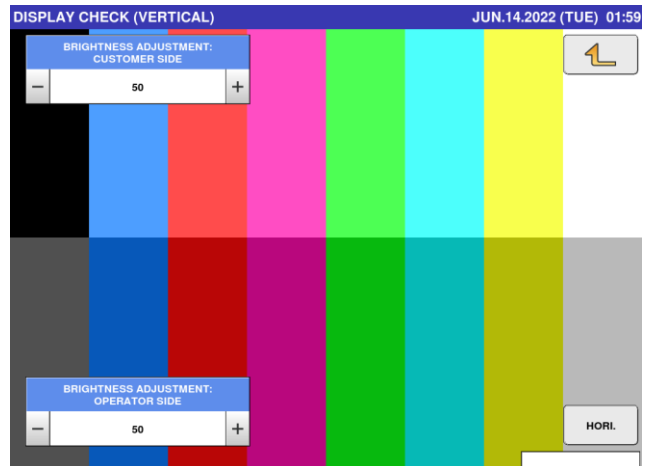 DISPLAY CHECK (VERTICAL) JUN.14.2022 (TUE) 01:59
BRIGHTNESS ADJUSTMENT:
CUSTOMER SIDE
− 50 +
BRIGHTNESS ADJUSTMENT:
OPERATOR SIDE
− 50 +
HORI.